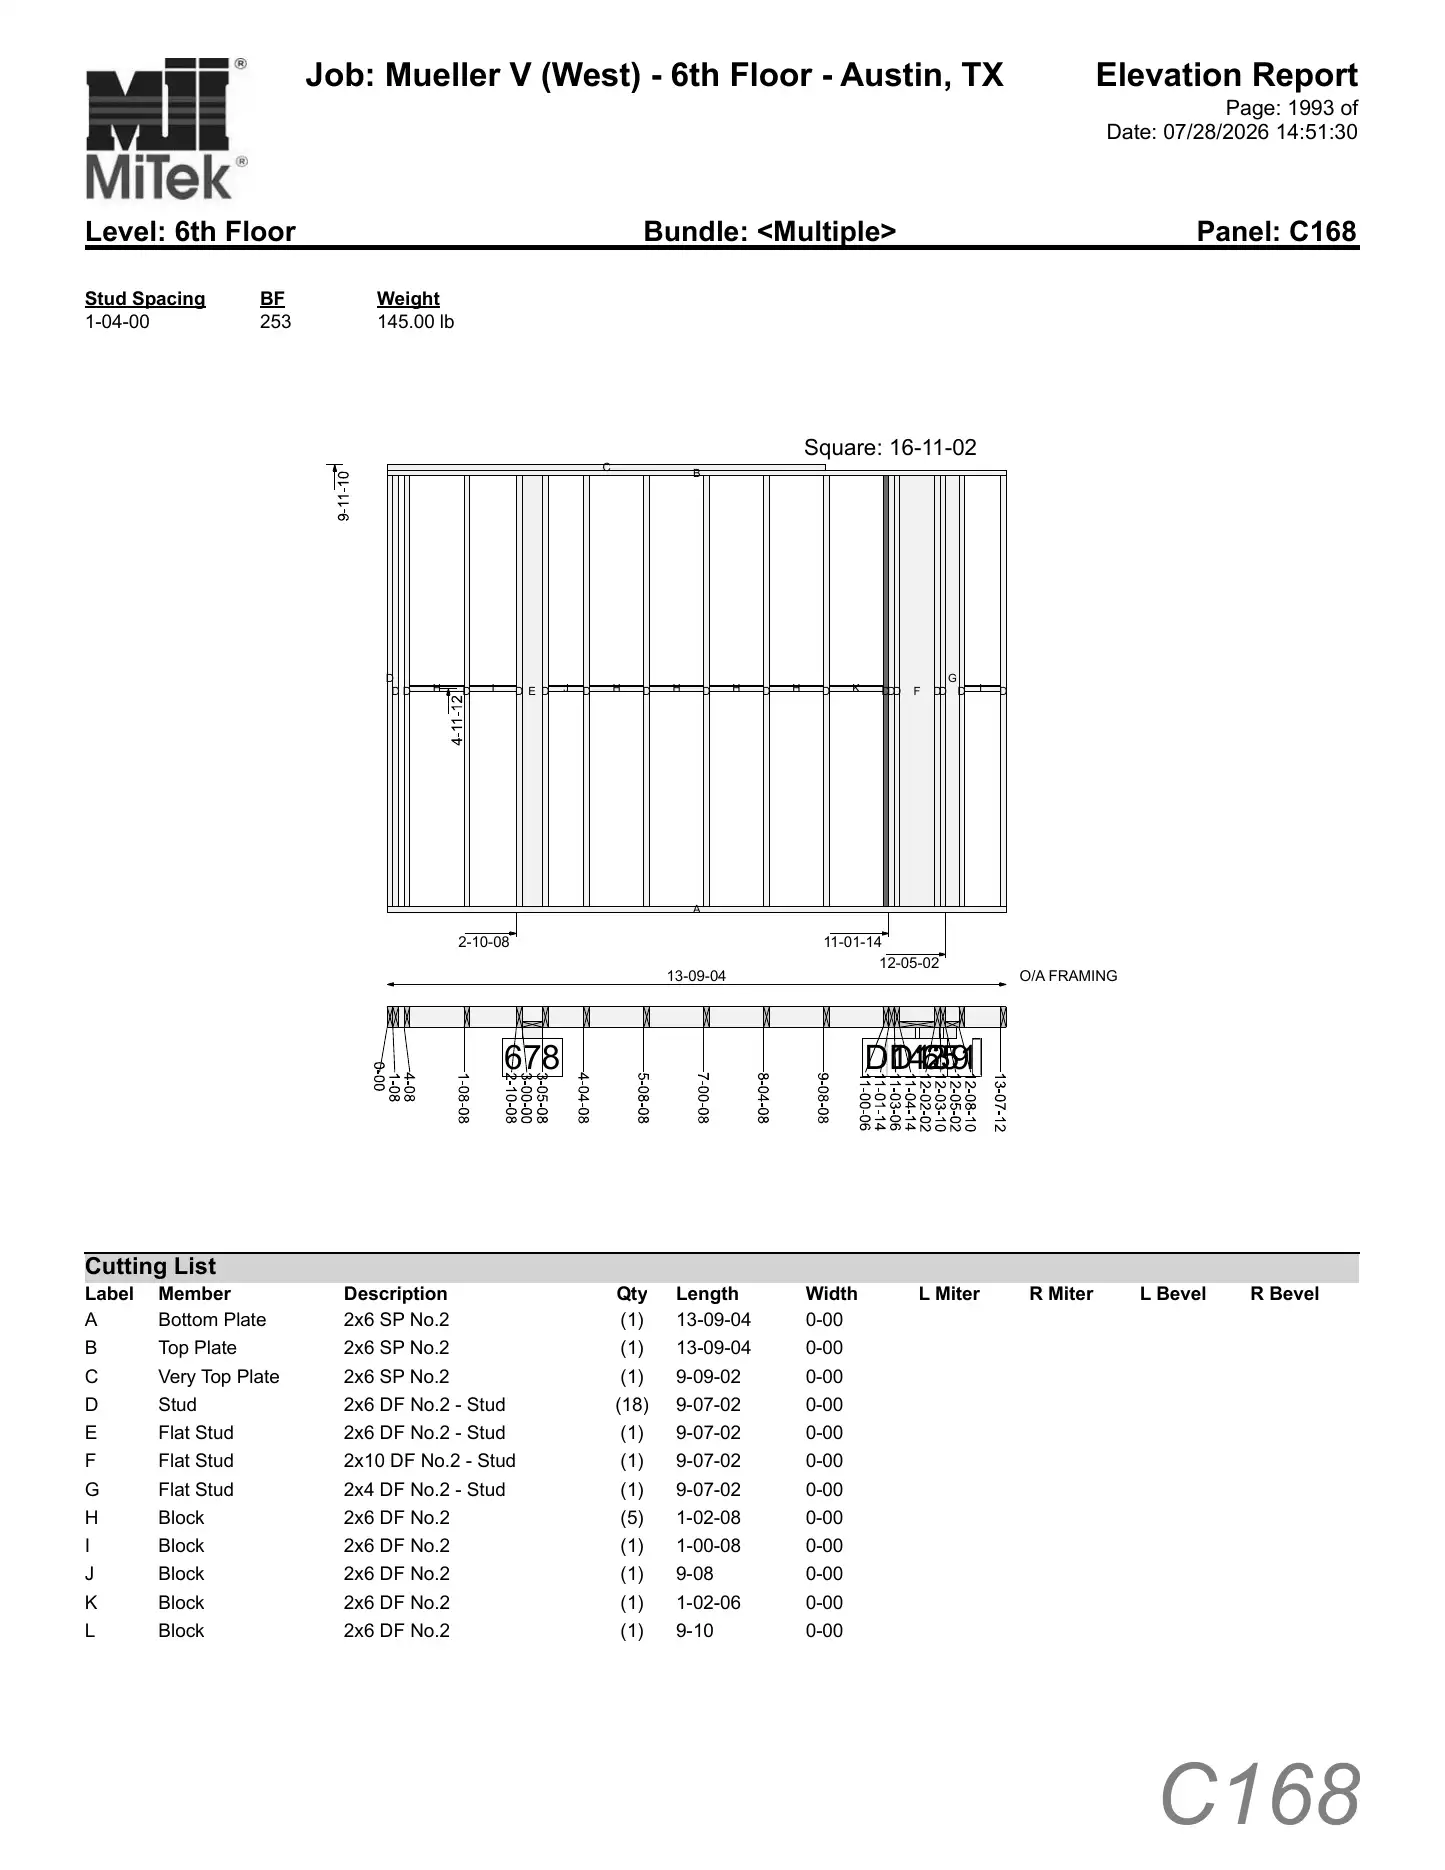 Job: Mueller V (West) - 6th Floor - Austin, TX
Elevation Report
Page: 1993 of
Date: 07/28/2026 14:51:30
MiTek®
Level: 6th Floor Bundle: <Multiple> Panel: C168
Stud Spacing BF Weight
1-04-00 253 145.00 lb
Square: 16-11-02
9-11-10
C
B
D
G
D D H D I D E D J D H D H D H D H D K D D F D D D L D
4-11-12
A
2-10-08 11-01-14
12-05-02
13-09-04 O/A FRAMING
678
0-00 1-08 4-08 1-08-08 2-10-08 3-00-00 3-05-08 4-04-08 5-08-08 7-00-08 8-04-08 9-08-08 11-00-06 11-01-14 11-03-06 11-04-14 12-02-02 12-03-10 12-05-02 12-08-10 13-07-12
Cutting List
Label Member Description Qty Length Width L Miter R Miter L Bevel R Bevel
A Bottom Plate 2x6 SP No.2 (1) 13-09-04 0-00
B Top Plate 2x6 SP No.2 (1) 13-09-04 0-00
C Very Top Plate 2x6 SP No.2 (1) 9-09-02 0-00
D Stud 2x6 DF No.2 - Stud (18) 9-07-02 0-00
E Flat Stud 2x6 DF No.2 - Stud (1) 9-07-02 0-00
F Flat Stud 2x10 DF No.2 - Stud (1) 9-07-02 0-00
G Flat Stud 2x4 DF No.2 - Stud (1) 9-07-02 0-00
H Block 2x6 DF No.2 (5) 1-02-08 0-00
I Block 2x6 DF No.2 (1) 1-00-08 0-00
J Block 2x6 DF No.2 (1) 9-08 0-00
K Block 2x6 DF No.2 (1) 1-02-06 0-00
L Block 2x6 DF No.2 (1) 9-10 0-00
C168